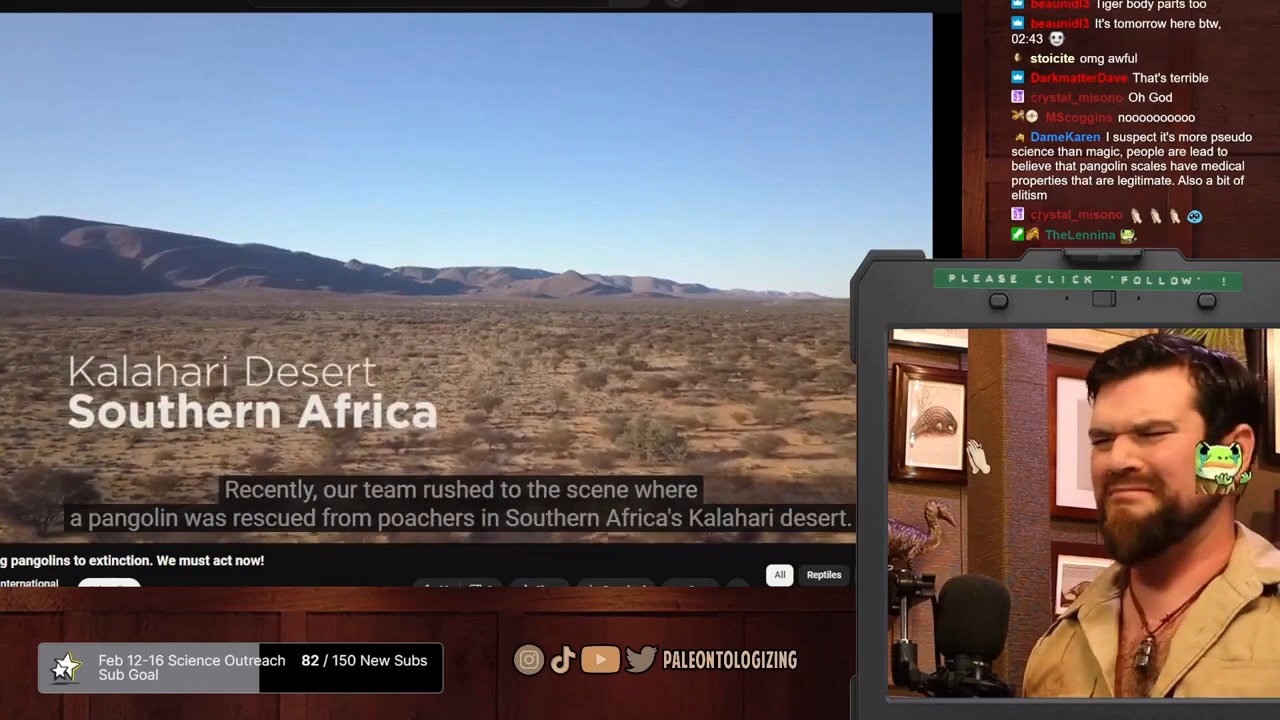 beaunidl3 Tiger body parts too
beaunidl3 It's tomorrow here btw,
02:43
stoicite omg awful
DarkmatterDave That's terrible
crystal_misono Oh God
MScoggins noooooooooo
DameKaren I suspect it's more pseudo
science than magic, people are lead to
believe that pangolin scales have medical
properties that are legitimate. Also a bit of
elitism
crystal_misono
TheLennina
PLEASE CLICK "FOLLOW" !
Kalahari Desert
Southern Africa
Recently, our team rushed to the scene where
a pangolin was rescued from poachers in Southern Africa's Kalahari desert.
g pangolins to extinction. We must act now!
nternational
All
Reptiles
Feb 12-16 Science Outreach
Sub Goal
82 / 150 New Subs
PALEONTOLOGIZING